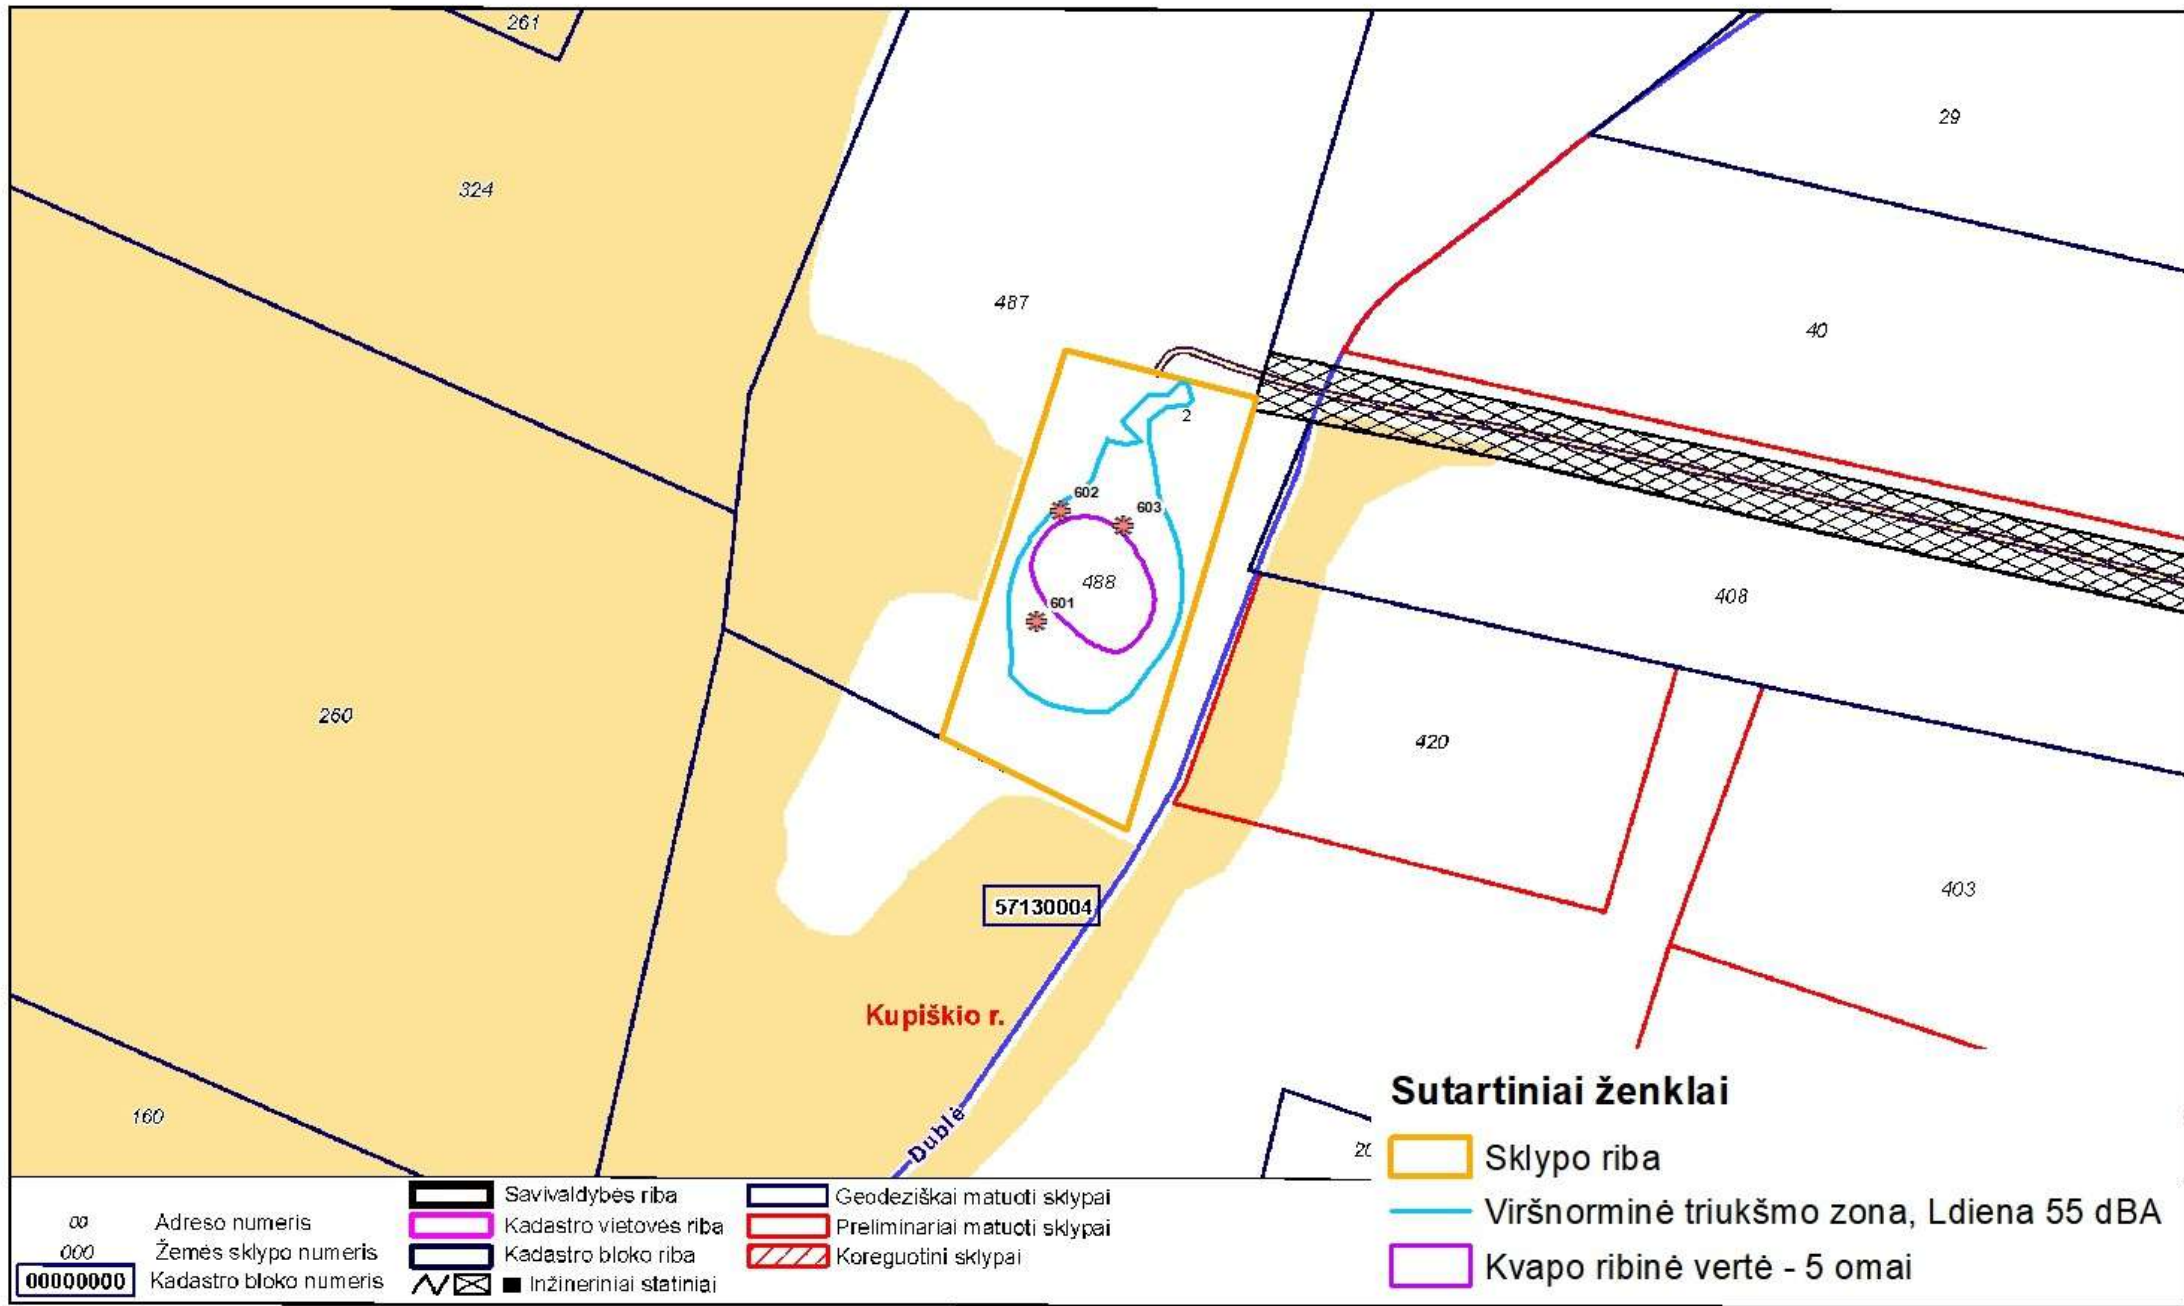 261
29
324
487
40
2
602
603
488
601
408
260
420
403
57130004
Kupiškio r.
160
Dublė
Sutartiniai ženklai
Sklypo riba
Viršnorminė triukšmo zona, Ldiena 55 dBA
Kvapo ribinė vertė - 5 omai
00 Adreso numeris
000 Žemės sklypo numeris
00000000 Kadastro bloko numeris
Savivaldybės riba
Kadastro vietovės riba
Kadastro bloko riba
Inžineriniai statiniai
Geodeziškai matuoti sklypai
Preliminariai matuoti sklypai
Koreguotini sklypai